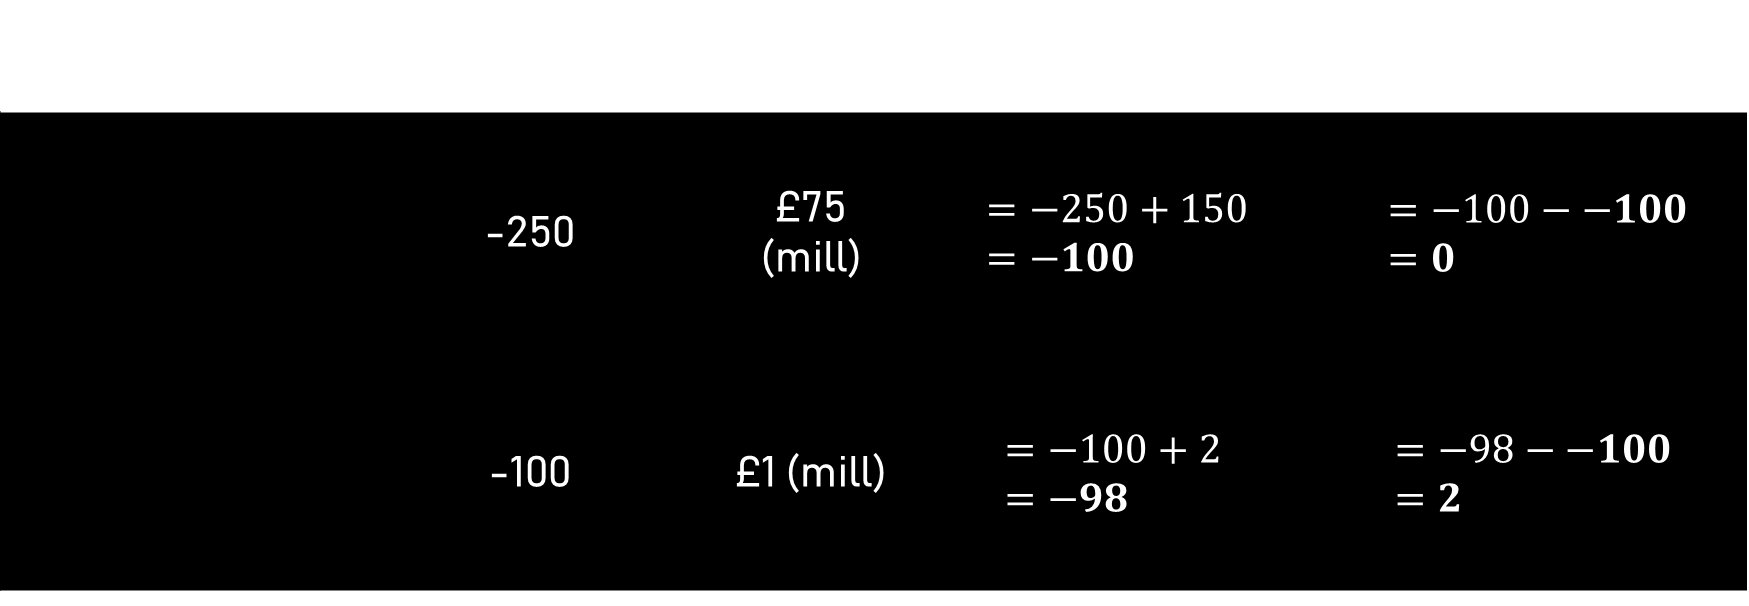 -250
£75
(mill)
= −250 + 150
= −100
= −100 − −100
= 0
-100
£1 (mill)
= −100 + 2
= −98
= −98 − −100
= 2